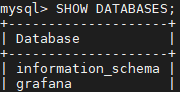 mysql> SHOW DATABASES;
+--------------------+
| Database           |
+--------------------+
| information_schema |
| grafana            |